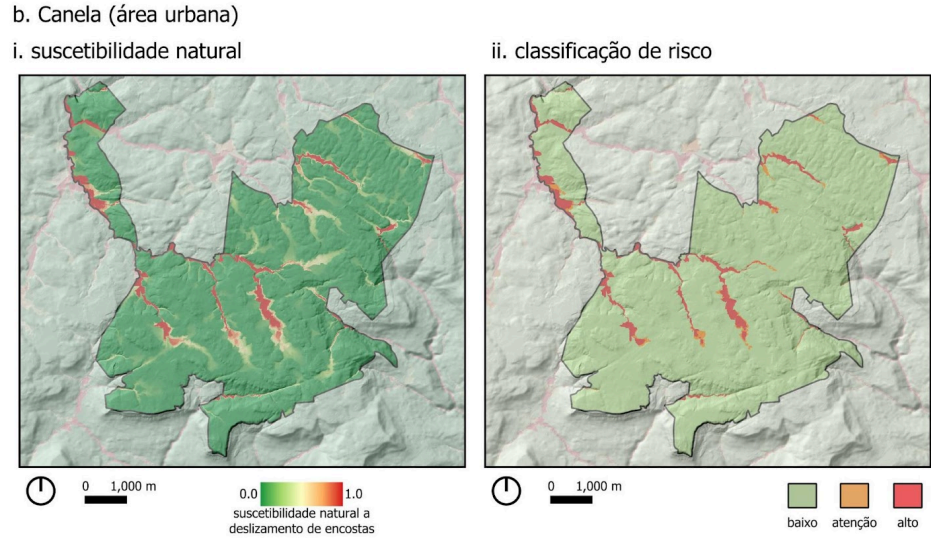 b. Canela (área urbana)
i. suscetibilidade natural
ii. classificação de risco
0 1,000 m
0.0 1.0
suscetibilidade natural a
deslizamento de encostas
0 1,000 m
baixo atenção alto